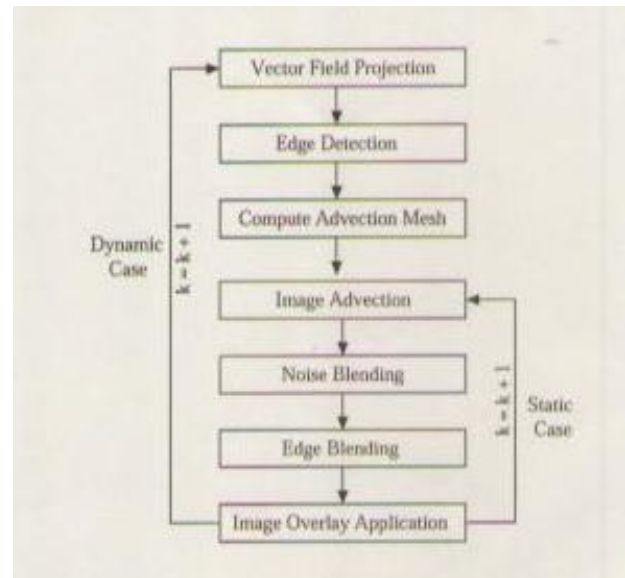 Vector Field Projection
Edge Detection
Compute Advection Mesh
Dynamic
Case
k = k + 1
Image Advection
Noise Blending
k = k + 1
Static
Case
Edge Blending
Image Overlay Application